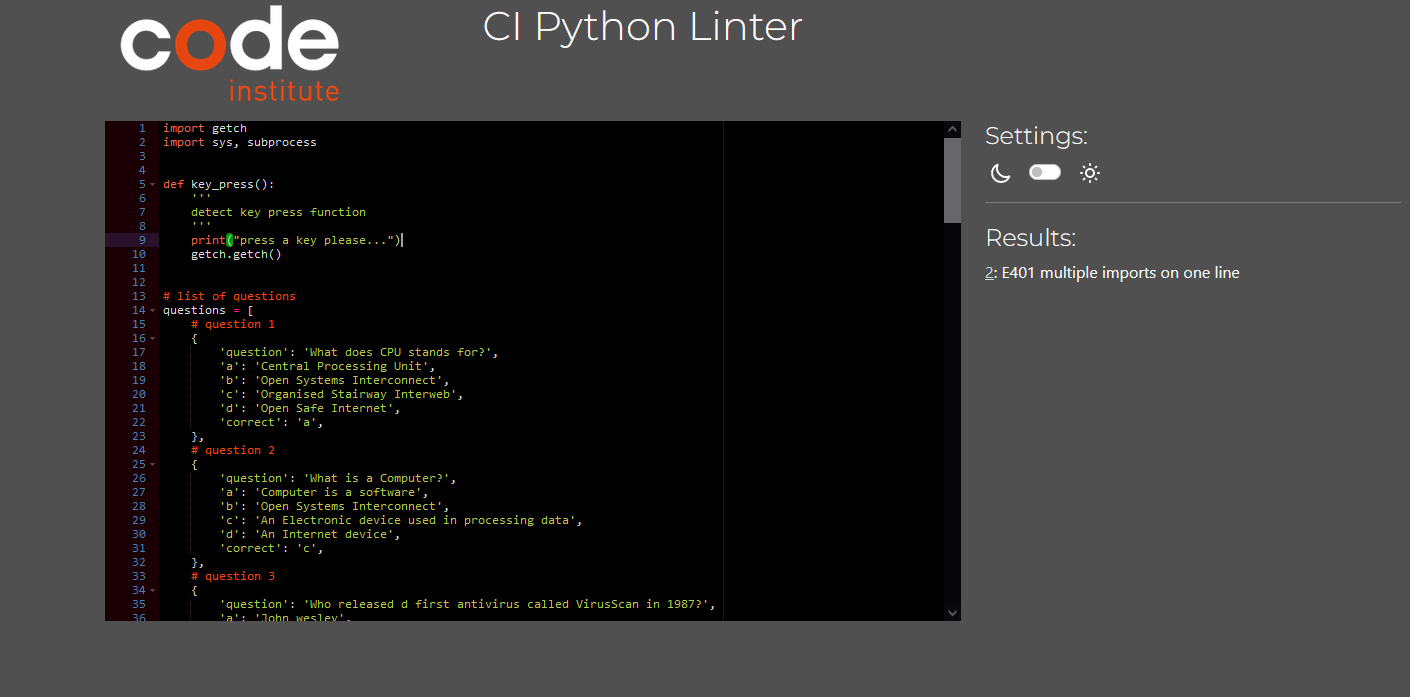 code
institute
CI Python Linter
1 import getch
2 import sys, subprocess
3
4
5 def key_press():
6     '''
7     detect key press function
8     '''
9     print("press a key please...")
10     getch.getch()
11
12
13 # list of questions
14 questions = [
15     # question 1
16     {
17         'question': 'What does CPU stands for?',
18         'a': 'Central Processing Unit',
19         'b': 'Open Systems Interconnect',
20         'c': 'Organised Stairway Interweb',
21         'd': 'Open Safe Internet',
22         'correct': 'a',
23     },
24     # question 2
25     {
26         'question': 'What is a Computer?',
27         'a': 'Computer is a software',
28         'b': 'Open Systems Interconnect',
29         'c': 'An Electronic device used in processing data',
30         'd': 'An Internet device',
31         'correct': 'c',
32     },
33     # question 3
34     {
35         'question': 'Who released d first antivirus called VirusScan in 1987?',
36         'a': 'John wesley',
Settings:
Results:
2: E401 multiple imports on one line